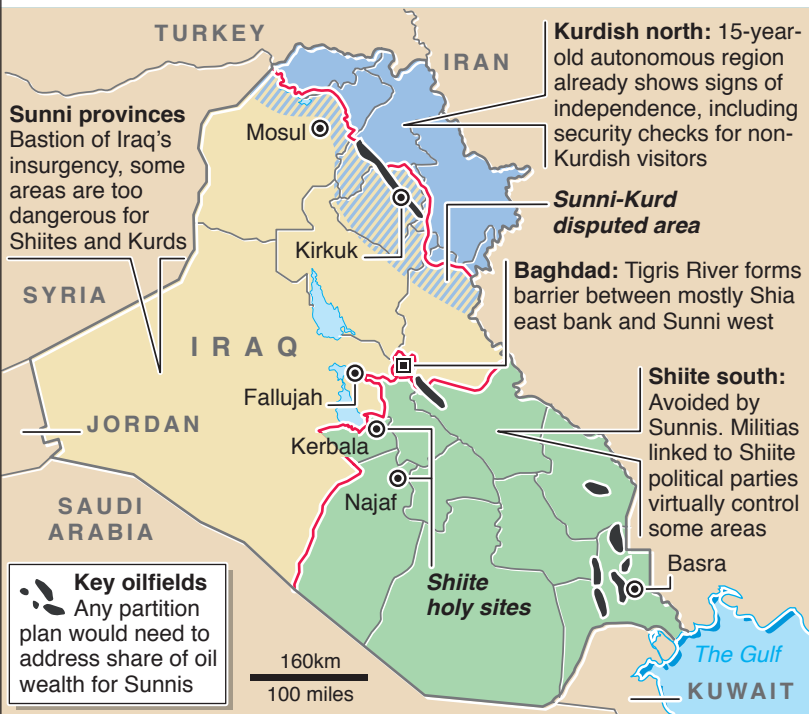 TURKEY
IRAN
Kurdish north: 15-year-
old autonomous region
already shows signs of
independence, including
security checks for non-
Kurdish visitors
Sunni provinces
Bastion of Iraq's
insurgency, some
areas are too
dangerous for
Shiites and Kurds
Mosul
Sunni-Kurd
disputed area
Kirkuk
Baghdad: Tigris River forms
barrier between mostly Shia
east bank and Sunni west
SYRIA
IRAQ
Fallujah
Shiite south:
Avoided by
Sunnis. Militias
linked to Shiite
political parties
virtually control
some areas
JORDAN
Kerbala
Najaf
SAUDI
ARABIA
Basra
Shiite
holy sites
Key oilfields
Any partition
plan would need to
address share of oil
wealth for Sunnis
160km
100 miles
The Gulf
KUWAIT